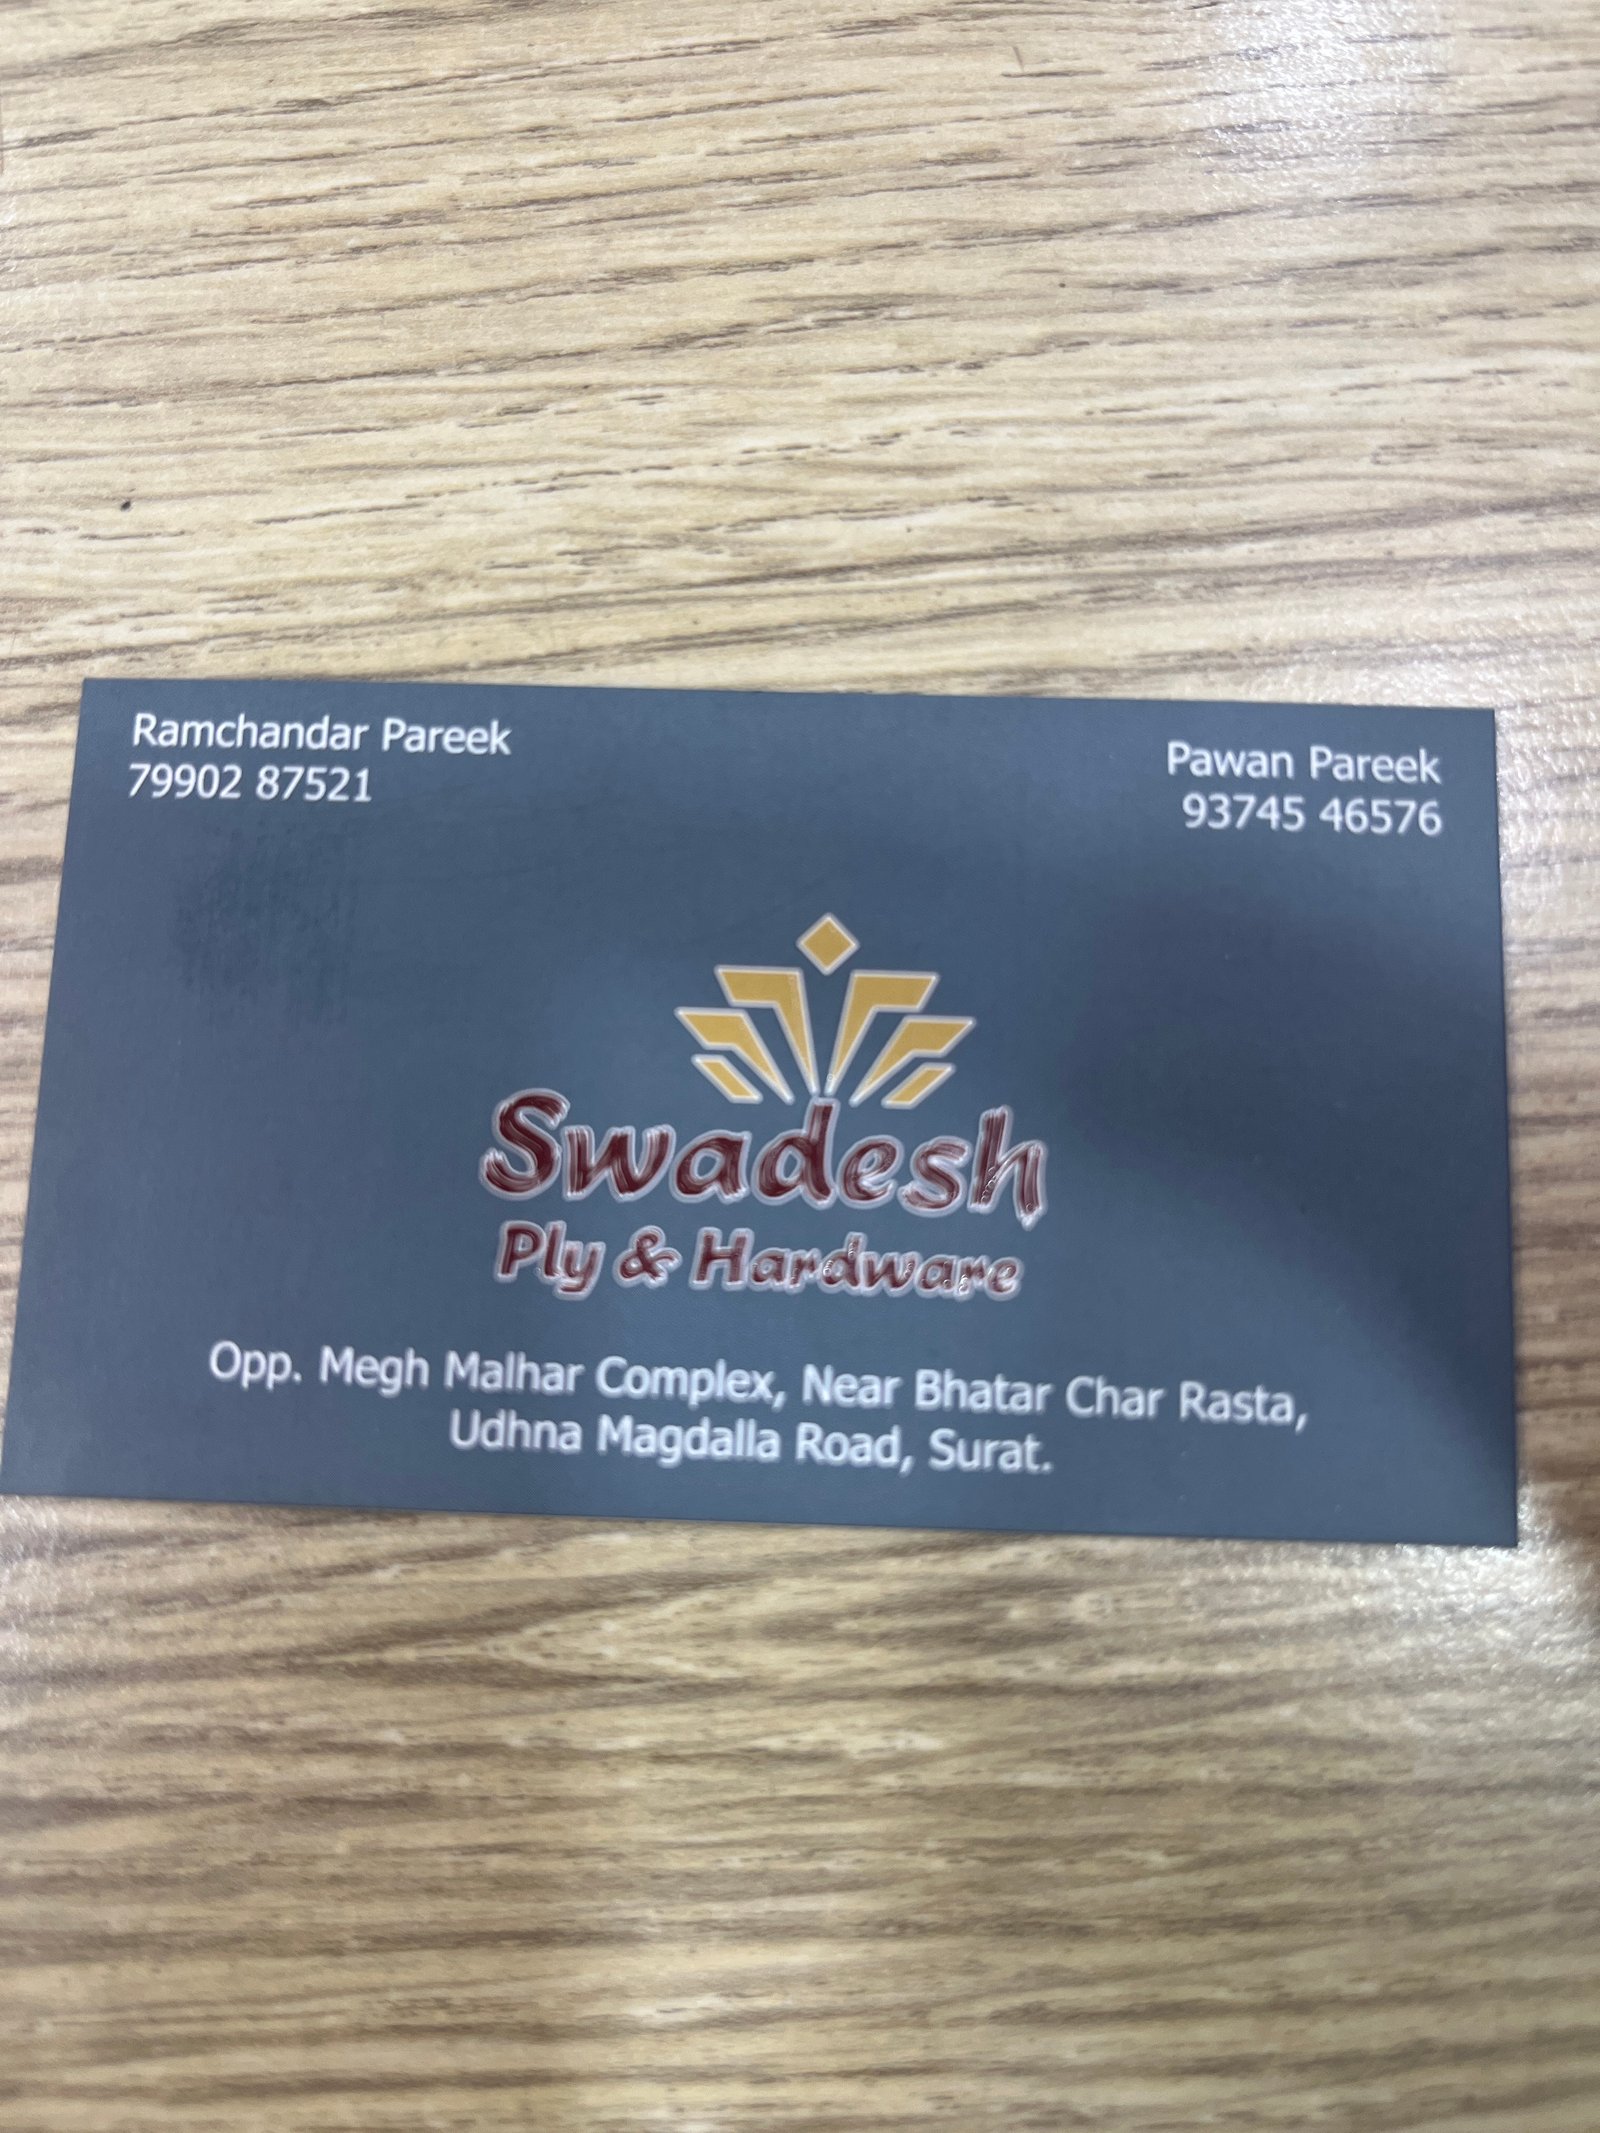 Ramchandar Pareek
79902 87521
Pawan Pareek
93745 46576
Swadesh
Ply & Hardware
Opp. Megh Malhar Complex, Near Bhatar Char Rasta,
Udhna Magdalla Road, Surat.